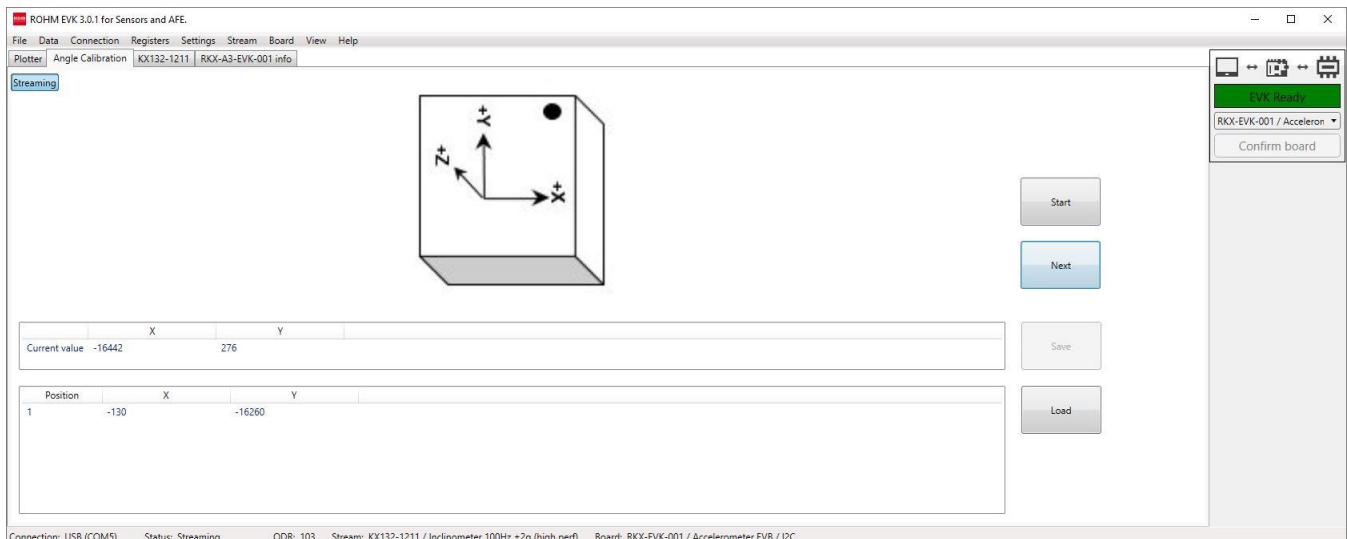 ROHM EVK 3.0.1 for Sensors and AFE.
File Data Connection Registers Settings Stream Board View Help
Plotter Angle Calibration KX132-1211 RKX-A3-EVK-001 info
Streaming
EVK Ready
RKX-EVK-001 / Acceleron
Confirm board
+Y
+Z
+X
Start
Next
X Y
Current value -16442 276
Save
Position X Y
1 -130 -16260
Load
Connection: USB (COM5) Status: Streaming ODR: 103 Stream: KX132-1211 / Inclinometer 100Hz ±2g (high perf) Board: RKX-EVK-001 / Accelerometer EVB / I2C